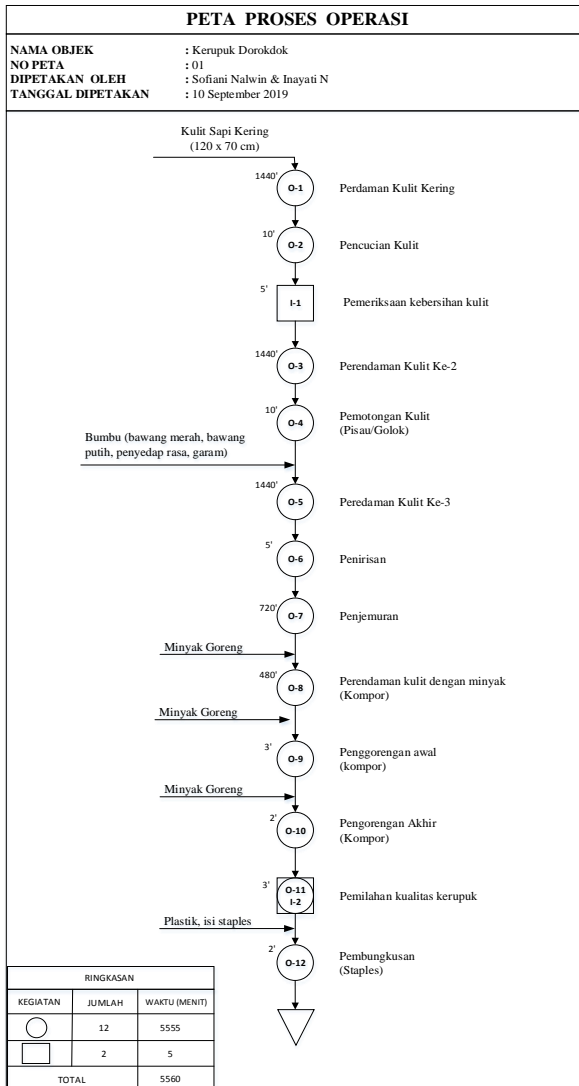 PETA PROSES OPERASI
NAMA OBJEK : Kerupuk Dorokdok
NO PETA : 01
DIPETAKAN OLEH : Sofiani Nalwin & Inayati N
TANGGAL DIPETAKAN : 10 September 2019
Kulit Sapi Kering
(120 x 70 cm)
1440' O-1 Perdaman Kulit Kering
10' O-2 Pencucian Kulit
5' I-1 Pemeriksaan kebersihan kulit
1440' O-3 Perendaman Kulit Ke-2
10' O-4 Pemotongan Kulit
(Pisau/Golok)
Bumbu (bawang merah, bawang
putih, penyedap rasa, garam)
1440' O-5 Peredaman Kulit Ke-3
5' O-6 Penirisan
720' O-7 Penjemuran
Minyak Goreng
480' O-8 Perendaman kulit dengan minyak
(Kompor)
Minyak Goreng
3' O-9 Penggorengan awal
(kompor)
Minyak Goreng
2' O-10 Pengorengan Akhir
(Kompor)
3' O-11 Pemilahan kualitas kerupuk
I-2
Plastik, isi staples
2' O-12 Pembungkusan
(Staples)
RINGKASAN
KEGIATAN JUMLAH WAKTU (MENIT)
12 5555
2 5
TOTAL 5560